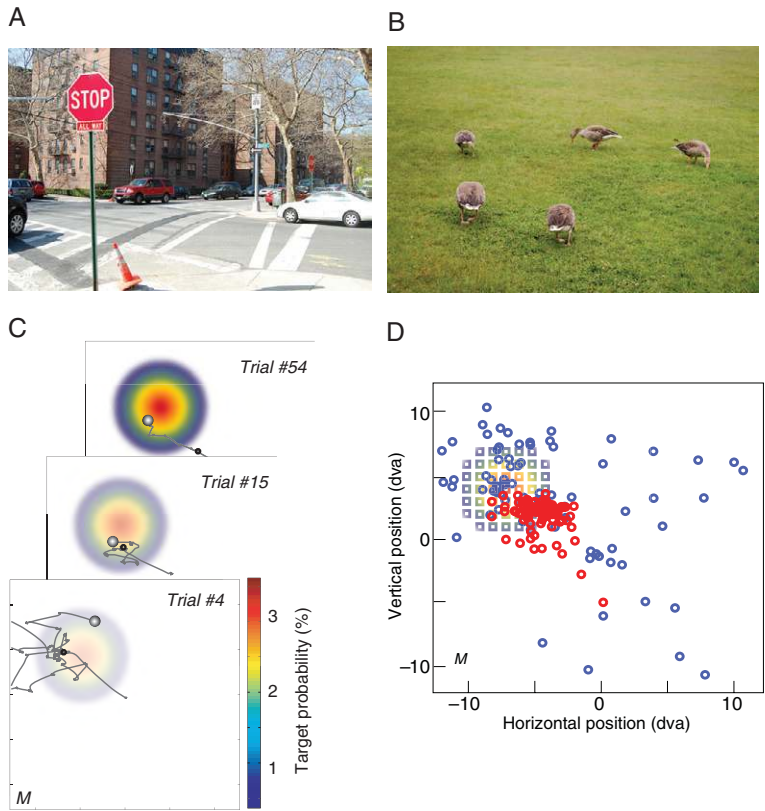 A
B
STOP
ALL WAY
C
Trial #54
Trial #15
Trial #4
M
3
2
1
Target probability (%)
D
10
0
−10
Vertical position (dva)
M
−10
0
10
Horizontal position (dva)